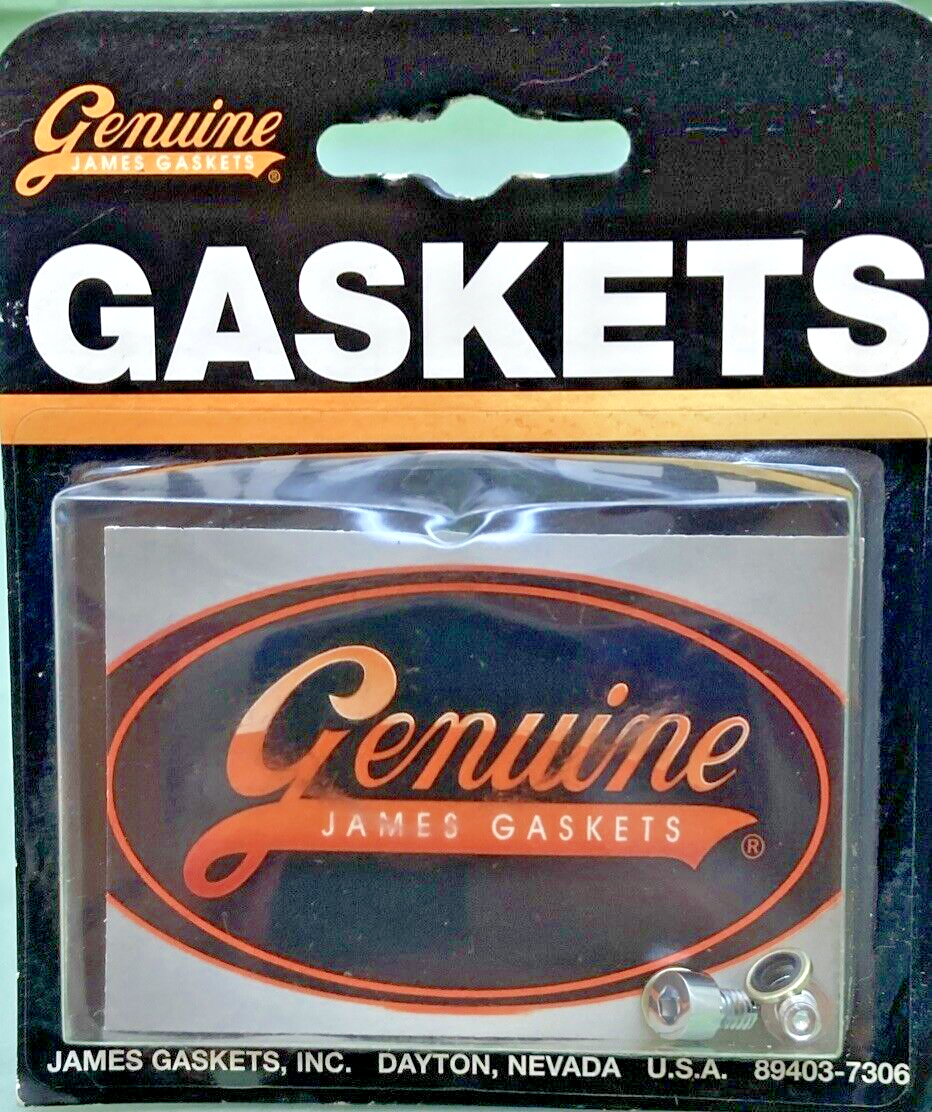 Genuine
JAMES GASKETS ®
GASKETS
Genuine
JAMES GASKETS ®
JAMES GASKETS, INC. DAYTON, NEVADA U.S.A. 89403-7306